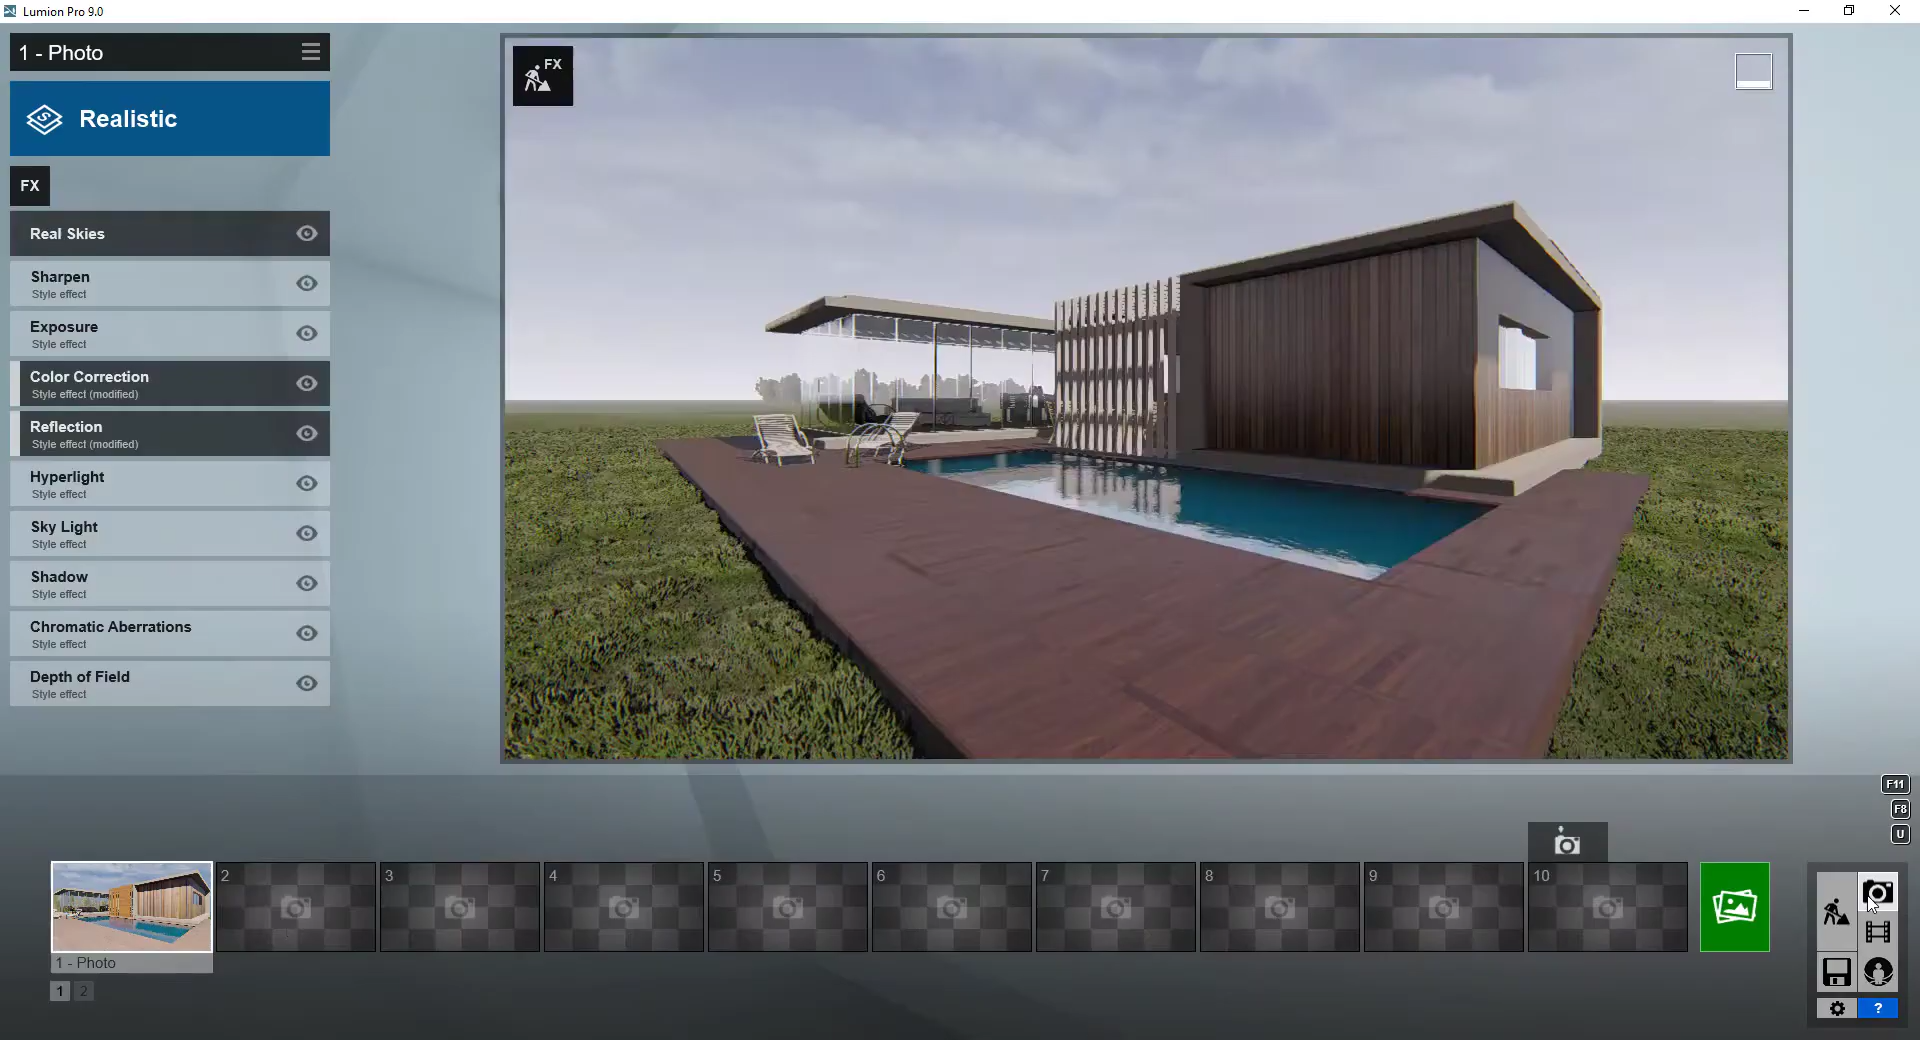 Lumion Pro 9.0
1 - Photo
Realistic
FX
FX
Real Skies
Sharpen
Style effect
Exposure
Style effect
Color Correction
Style effect (modified)
Reflection
Style effect (modified)
Hyperlight
Style effect
Sky Light
Style effect
Shadow
Style effect
Chromatic Aberrations
Style effect
Depth of Field
Style effect
F11
F8
U
2
3
4
5
6
7
8
9
10
1 - Photo
1 2
?